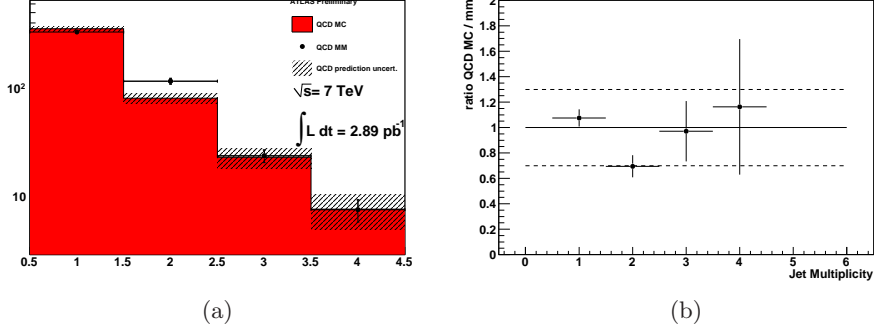 ATLAS Preliminary
QCD MC
QCD MM
QCD prediction uncert.
√s= 7 TeV
∫ L dt = 2.89 pb⁻¹
10²
10
0.5 1 1.5 2 2.5 3 3.5 4 4.5
(a)
ratio QCD MC / mm
2
1.8
1.6
1.4
1.2
1
0.8
0.6
0.4
0.2
0
0 1 2 3 4 5 6
Jet Multiplicity
(b)